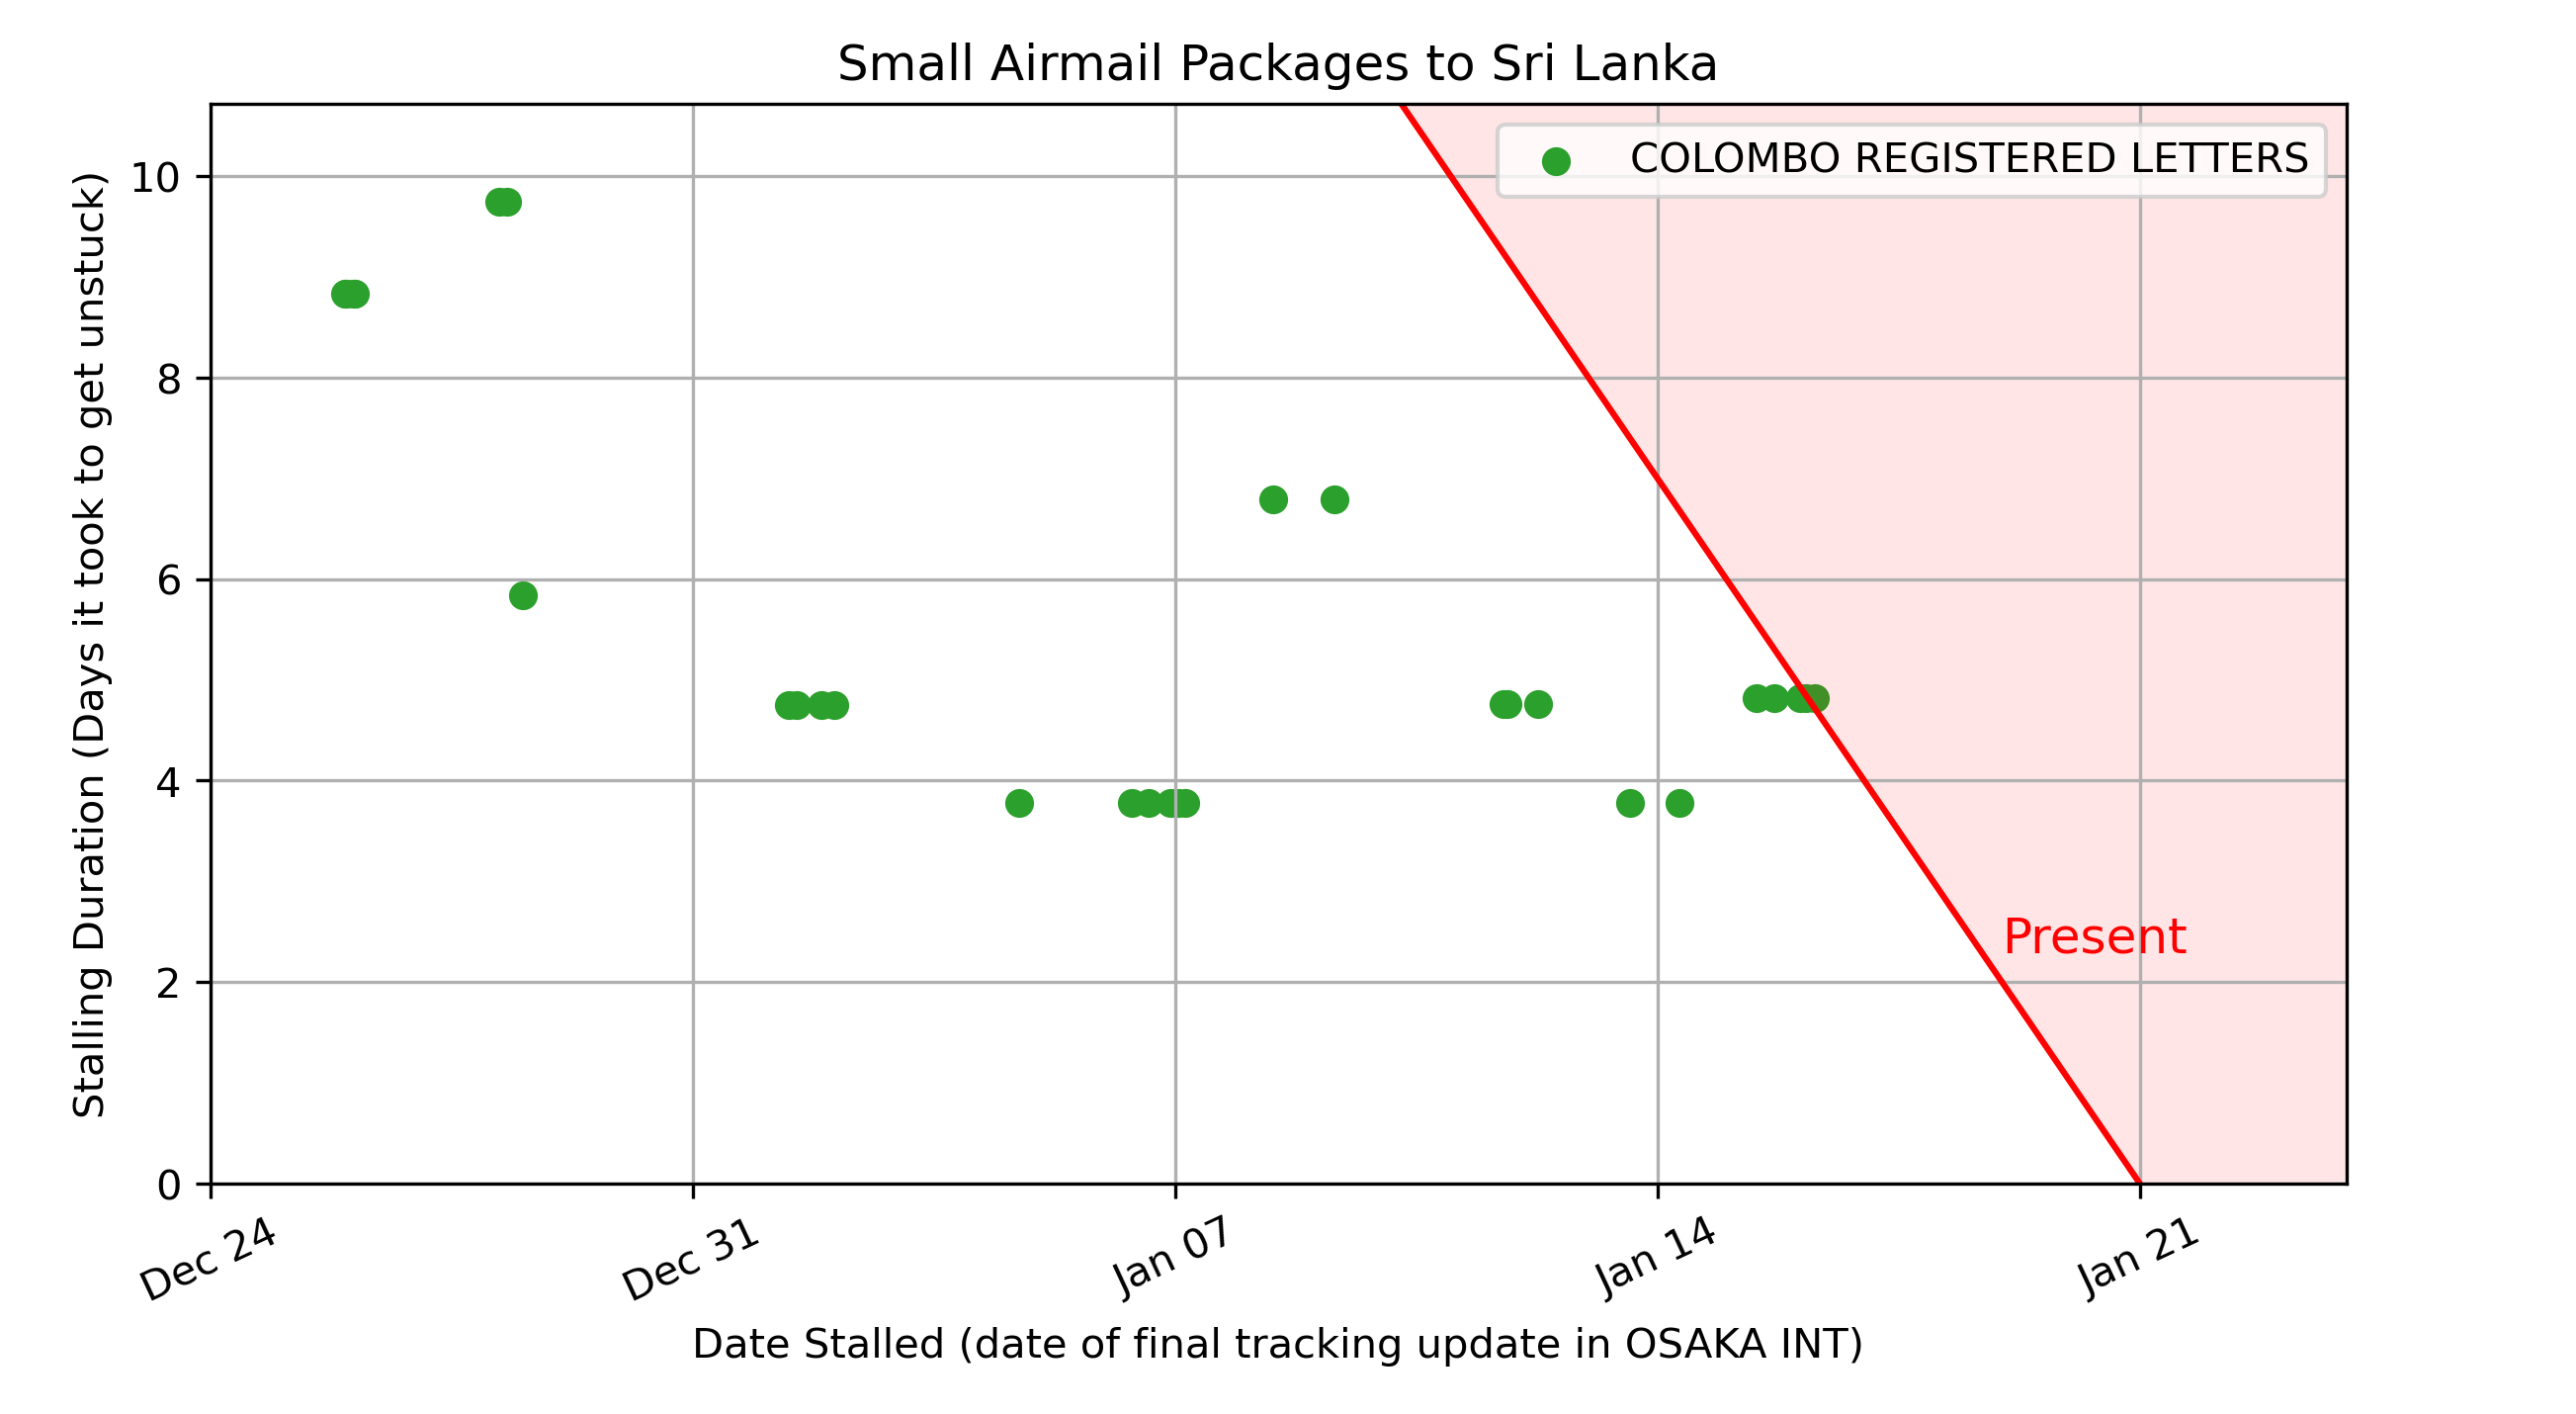 Small Airmail Packages to Sri Lanka
COLOMBO REGISTERED LETTERS
Stalling Duration (Days it took to get unstuck)
10
8
6
4
2
0
Present
Dec 24
Dec 31
Jan 07
Jan 14
Jan 21
Date Stalled (date of final tracking update in OSAKA INT)